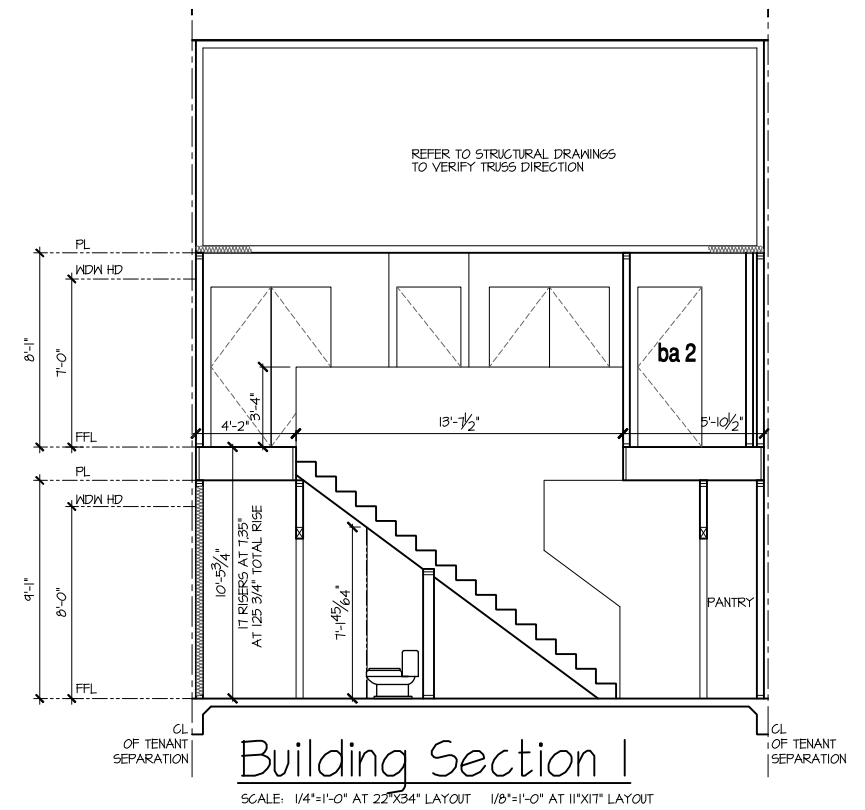 REFER TO STRUCTURAL DRAWINGS
TO VERIFY TRUSS DIRECTION
PL
WDW HD
8'-1"
7'-0"
ba 2
3'-4"
4'-2"
13'-7½"
5'-10½"
FFL
PL
WDW HD
9'-1"
8'-0"
10'-5¾"
17 RISERS AT 7.35"
AT 125 3/4" TOTAL RISE
7'-1 45/64"
PANTRY
FFL
CL
OF TENANT
SEPARATION
CL
OF TENANT
SEPARATION
Building Section 1
SCALE: 1/4"=1'-0" AT 22"X34" LAYOUT 1/8"=1'-0" AT 11"X17" LAYOUT